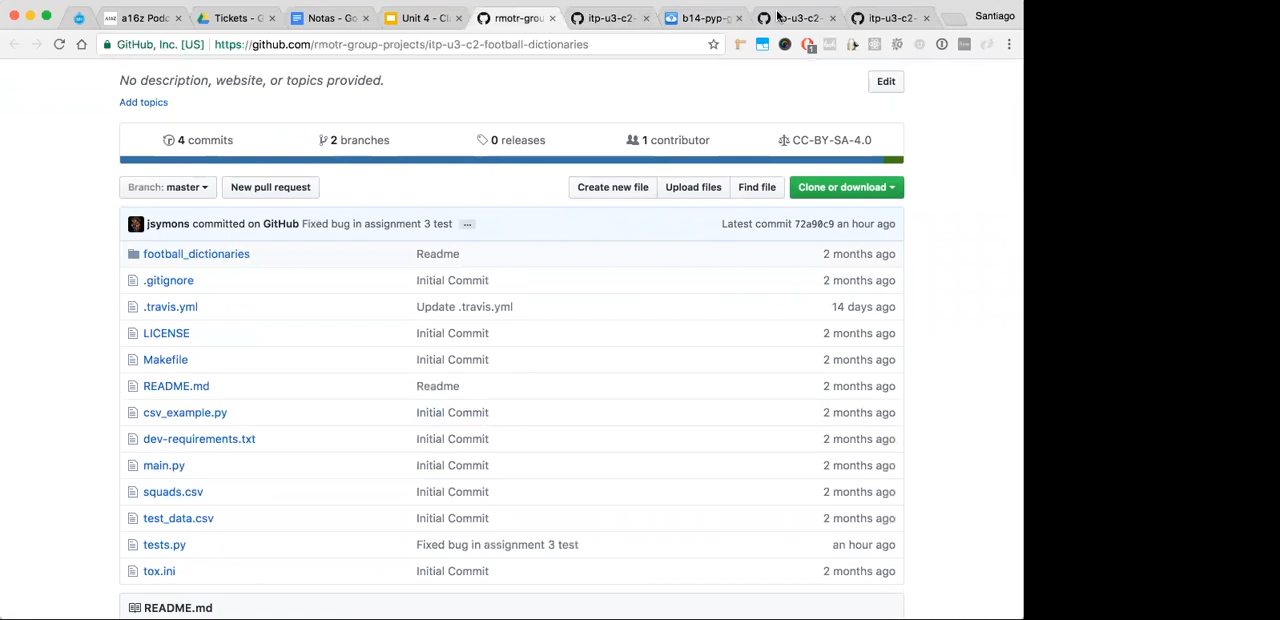 a16z Podc Tickets - G Notas - Go Unit 4 - Cl rmotr-grou itp-u3-c2- b14-pyp-g p-u3-c2- itp-u3-c2- Santiago
GitHub, Inc. [US] https://github.com/rmotr-group-projects/itp-u3-c2-football-dictionaries
No description, website, or topics provided. Edit
Add topics
4 commits 2 branches 0 releases 1 contributor CC-BY-SA-4.0
Branch: master New pull request Create new file Upload files Find file Clone or download
jsymons committed on GitHub Fixed bug in assignment 3 test ... Latest commit 72a90c9 an hour ago
football_dictionaries Readme 2 months ago
.gitignore Initial Commit 2 months ago
.travis.yml Update .travis.yml 14 days ago
LICENSE Initial Commit 2 months ago
Makefile Initial Commit 2 months ago
README.md Readme 2 months ago
csv_example.py Initial Commit 2 months ago
dev-requirements.txt Initial Commit 2 months ago
main.py Initial Commit 2 months ago
squads.csv Initial Commit 2 months ago
test_data.csv Initial Commit 2 months ago
tests.py Fixed bug in assignment 3 test an hour ago
tox.ini Initial Commit 2 months ago
README.md